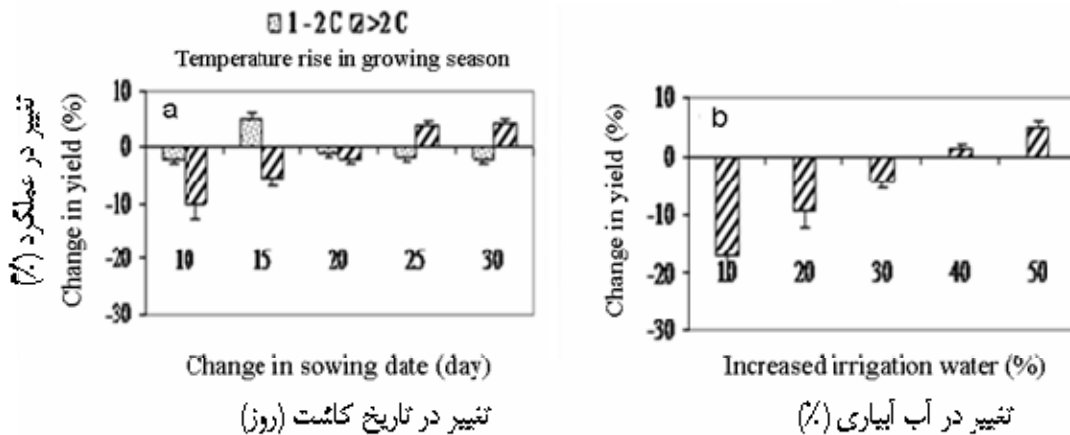 1-2C >2C
Temperature rise in growing season
تغییر در عملکرد (٪)
Change in yield (%)
a
10
0
-10
-20
-30
10 15 20 25 30
Change in sowing date (day)
تغییر در تاریخ کاشت (روز)
Change in yield (%)
b
10
0
-10
-20
-30
10 20 30 40 50
Increased irrigation water (%)
تغییر در آب آبیاری (٪)